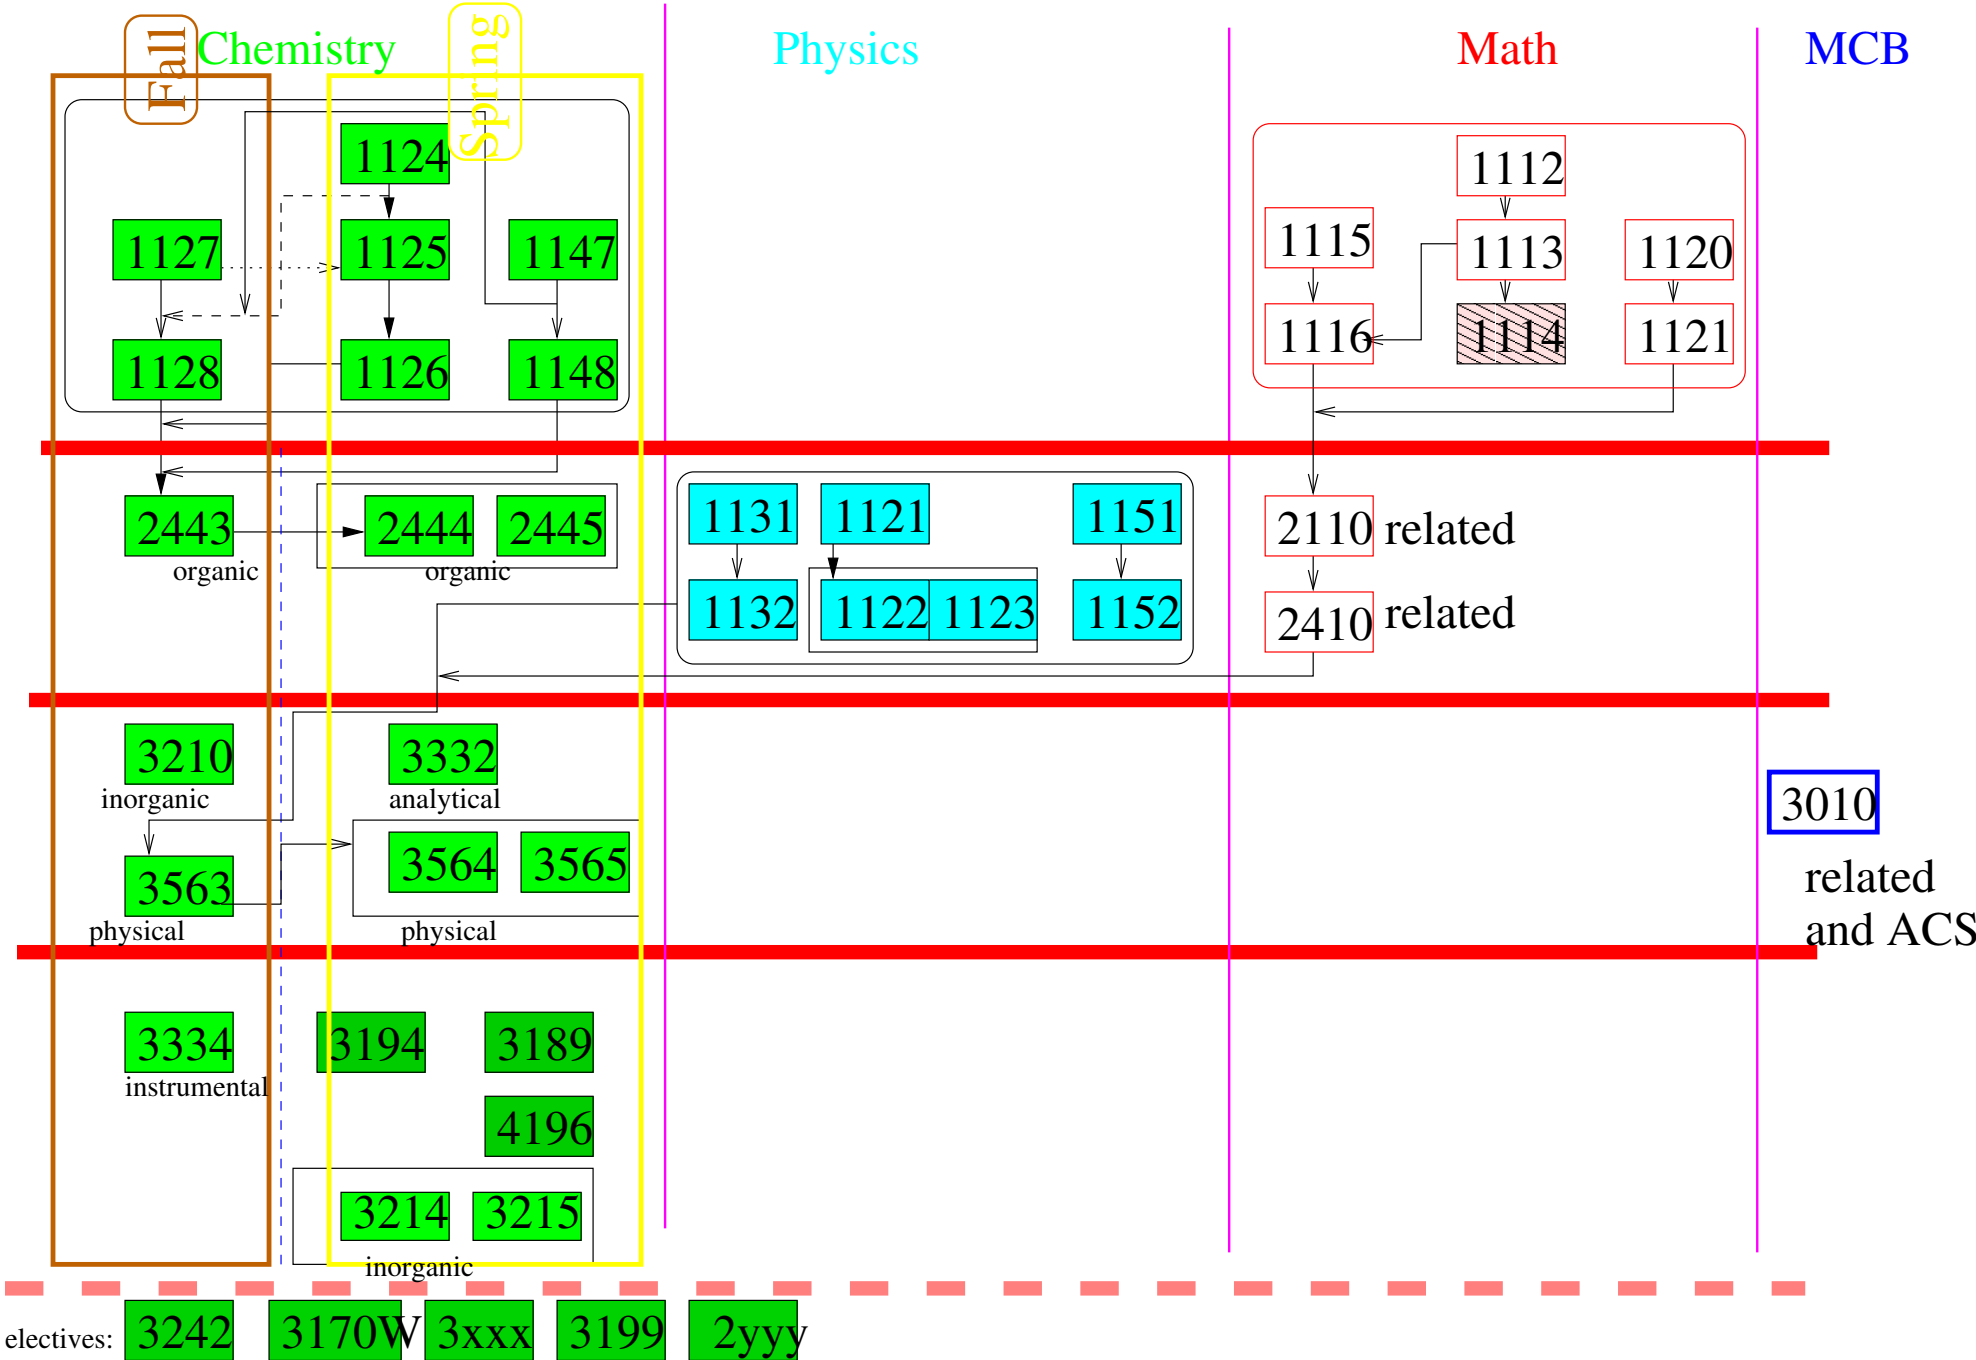 Fall Chemistry Spring Physics Math MCB
1124 1112
1127 1125 1147 1115 1113 1120
1128 1126 1148 1116 1114 1121
2443 2444 2445 1131 1121 1151 2110 related
organic organic
1132 1122 1123 1152 2410 related
3210 3332
inorganic analytical 3010
3563 3564 3565 related
physical physical and ACS
3334 3194 3189
instrumental
4196
3214 3215
inorganic
electives: 3242 3170W 3xxx 3199 2yyy